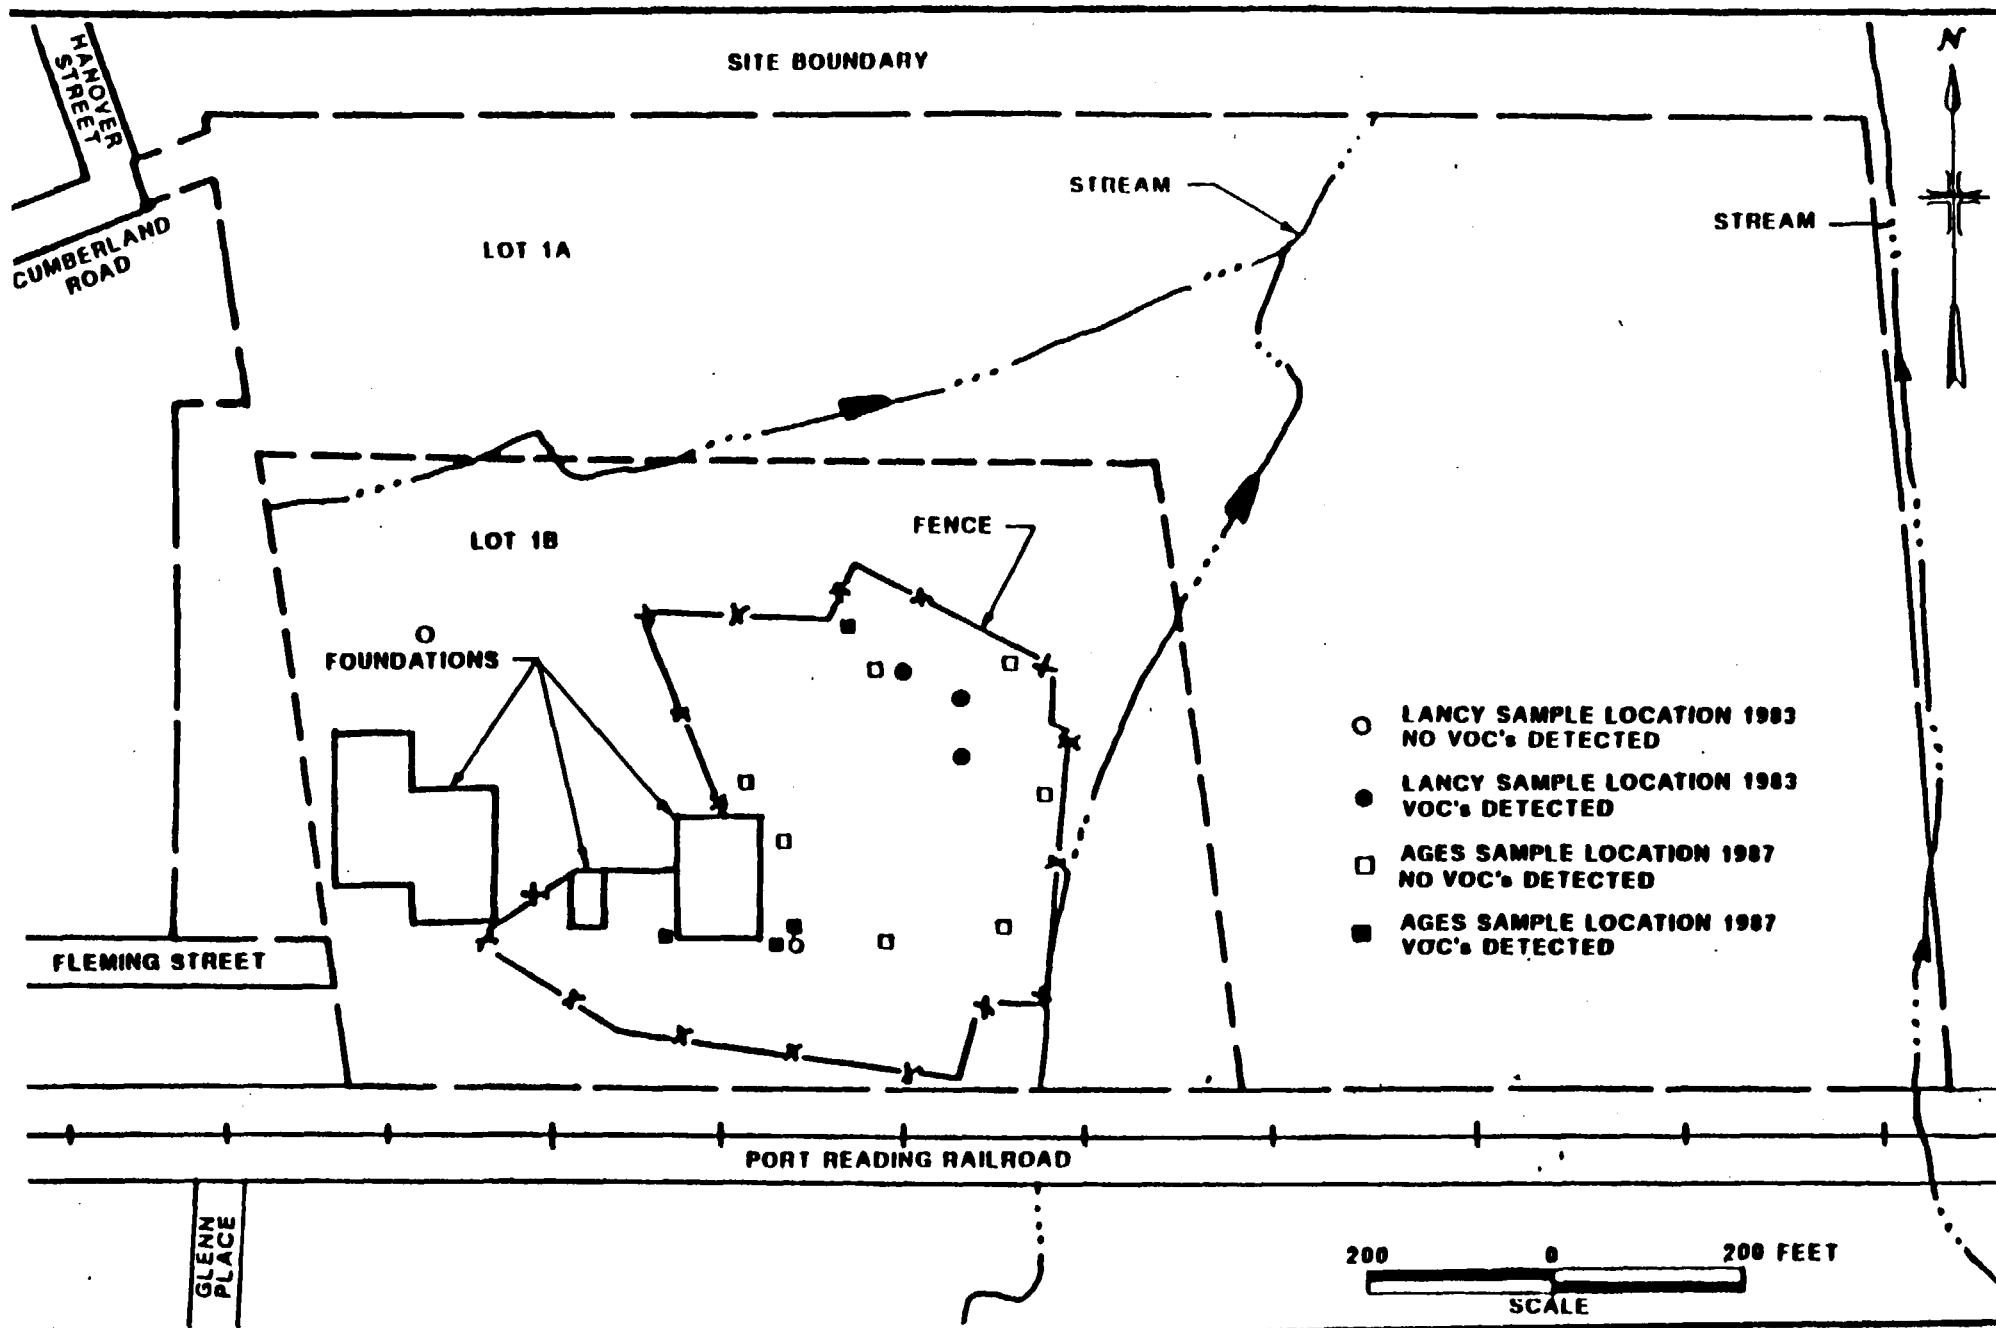 HANOVER
STREET
SITE BOUNDARY
N
STREAM
STREAM
CUMBERLAND
ROAD
LOT 1A
LOT 1B
FENCE
FOUNDATIONS
LANCY SAMPLE LOCATION 1983
NO VOC's DETECTED
LANCY SAMPLE LOCATION 1983
VOC's DETECTED
AGES SAMPLE LOCATION 1987
NO VOC's DETECTED
AGES SAMPLE LOCATION 1987
VOC's DETECTED
FLEMING STREET
PORT READING RAILROAD
GLENN
PLACE
200 0 200 FEET
SCALE